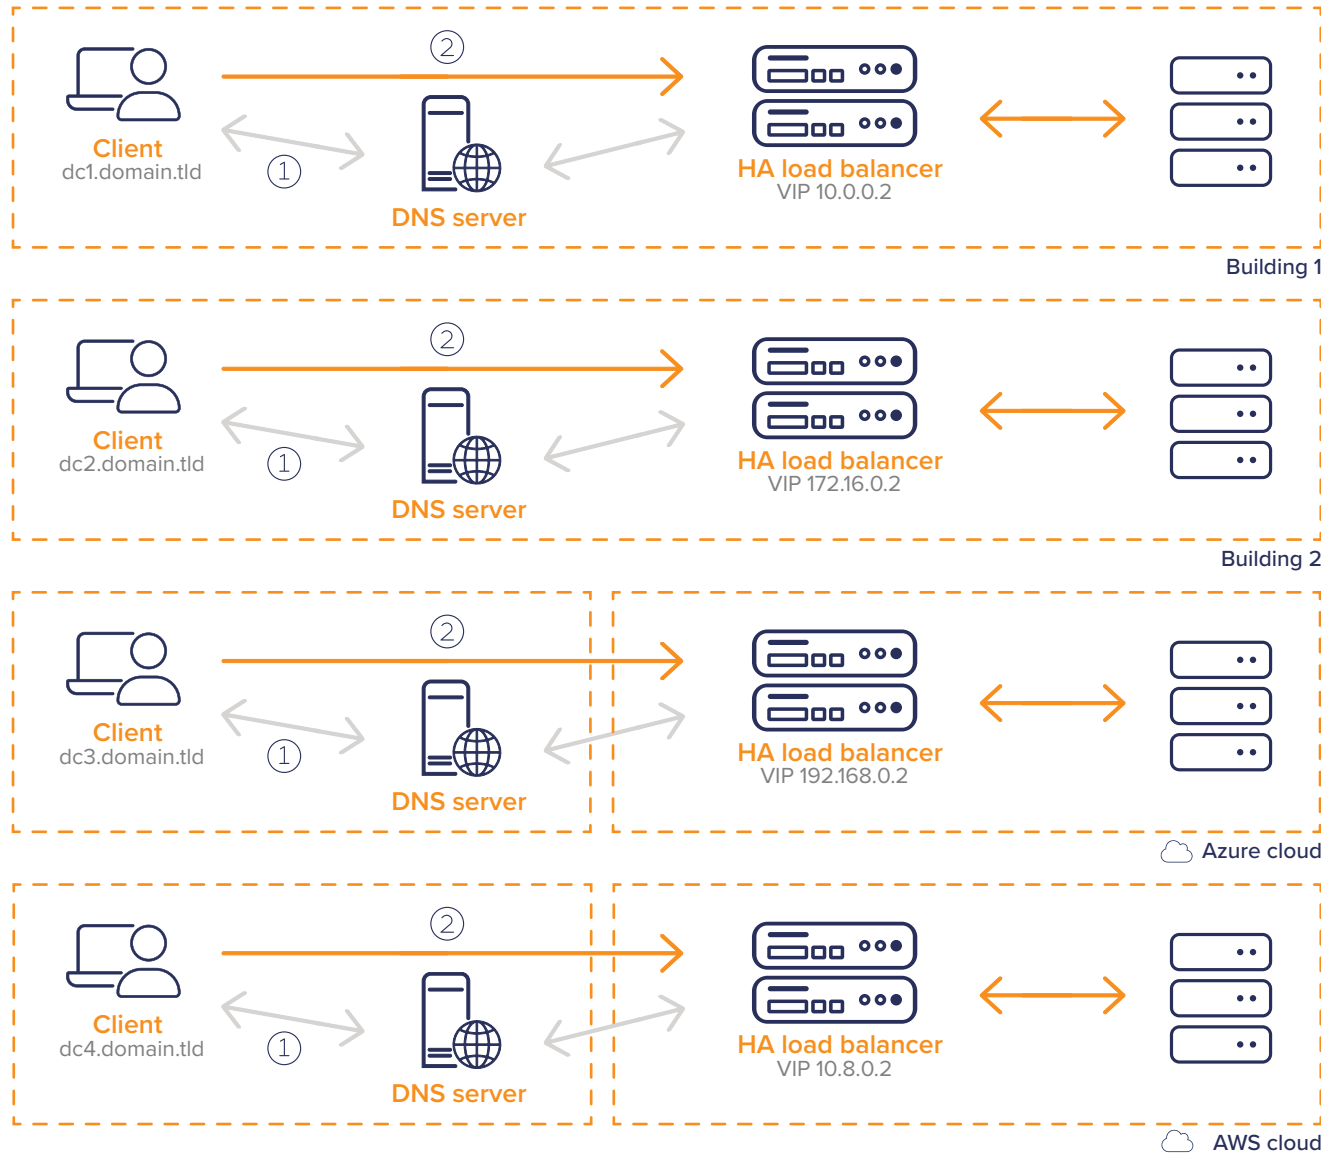 ②
Client
dc1.domain.tld
①
DNS server
HA load balancer
VIP 10.0.0.2
Building 1
②
Client
dc2.domain.tld
①
DNS server
HA load balancer
VIP 172.16.0.2
Building 2
②
Client
dc3.domain.tld
①
DNS server
HA load balancer
VIP 192.168.0.2
Azure cloud
②
Client
dc4.domain.tld
①
DNS server
HA load balancer
VIP 10.8.0.2
AWS cloud